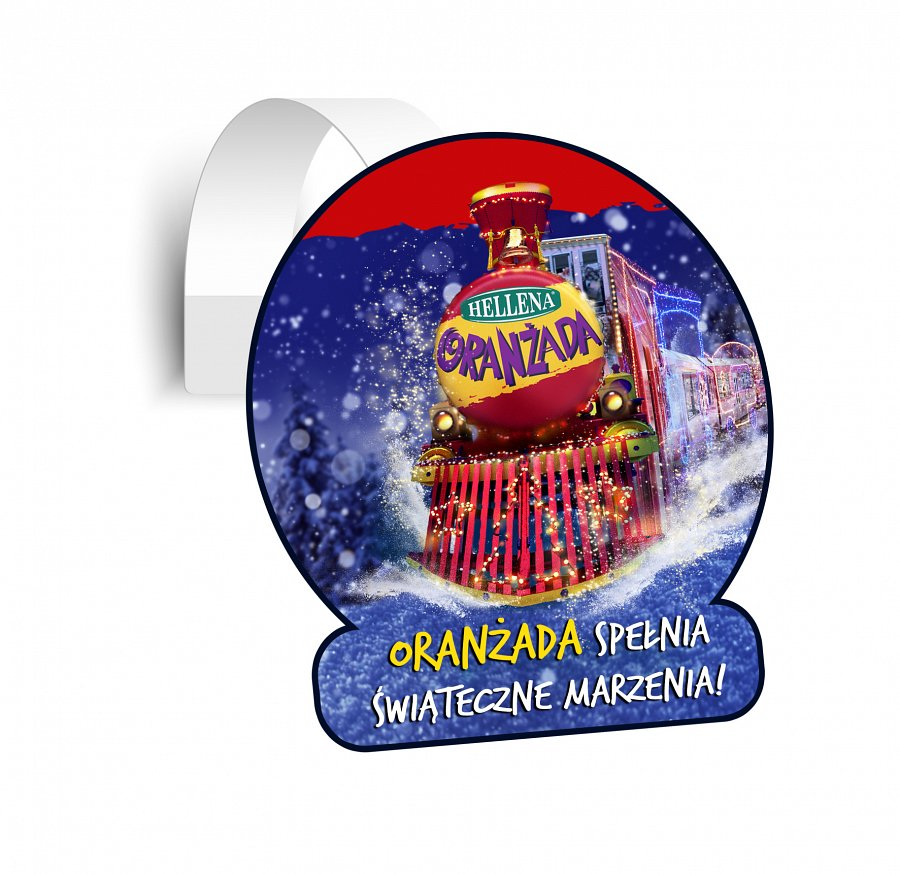 HELLENA
ORANŻADA
ORANŻADA SPEŁNIA
ŚWIĄTECZNE MARZENIA!